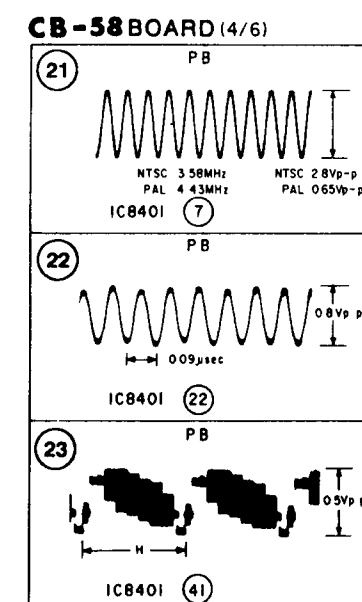 CB-58 BOARD (4/6)
21
PB
NTSC 3.58MHz NTSC 2.8Vp-p
PAL 4.43MHz PAL 0.65Vp-p
IC8401 7
PB
22
0.8Vp-p
0.09μsec
IC8401 22
PB
23
0.5Vp-p
H
IC8401 41